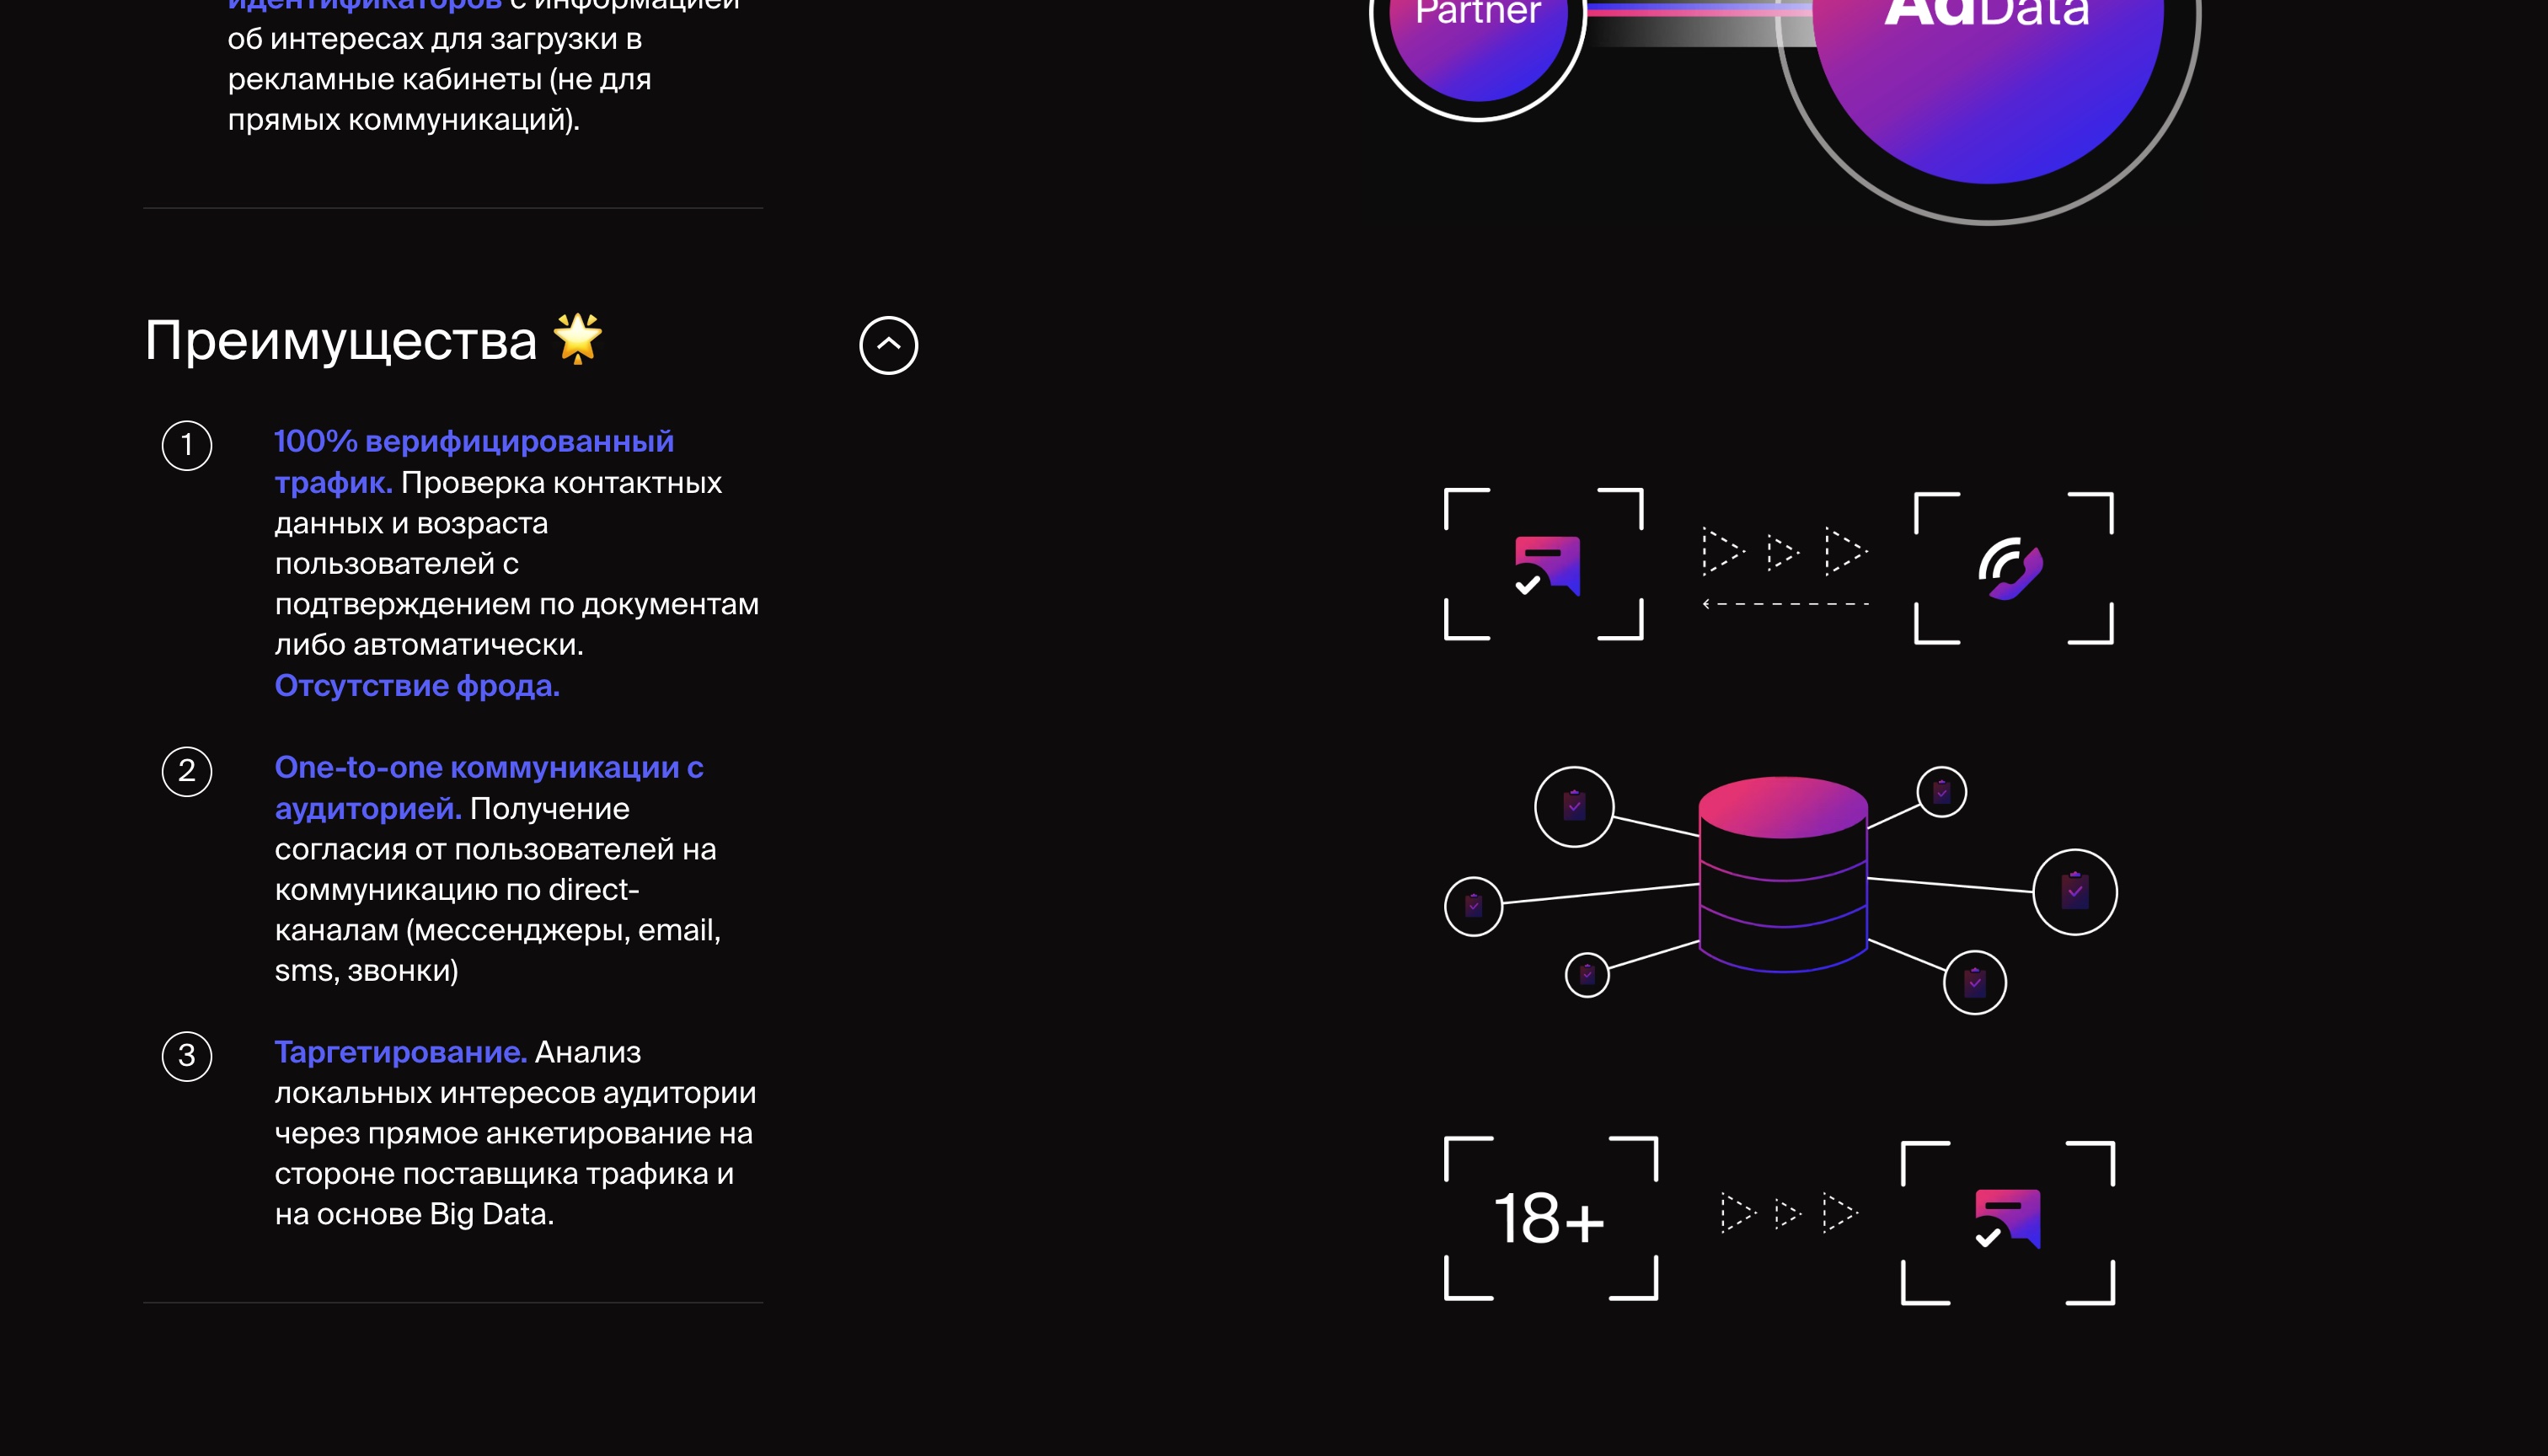 идентификаторов с информацией
об интересах для загрузки в
рекламные кабинеты (не для
прямых коммуникаций).
Partner
AdData
Преимущества
1
100% верифицированный
трафик. Проверка контактных
данных и возраста
пользователей с
подтверждением по документам
либо автоматически.
Отсутствие фрода.
2
One-to-one коммуникации с
аудиторией. Получение
согласия от пользователей на
коммуникацию по direct-
каналам (мессенджеры, email,
sms, звонки)
3
Таргетирование. Анализ
локальных интересов аудитории
через прямое анкетирование на
стороне поставщика трафика и
на основе Big Data.
18+